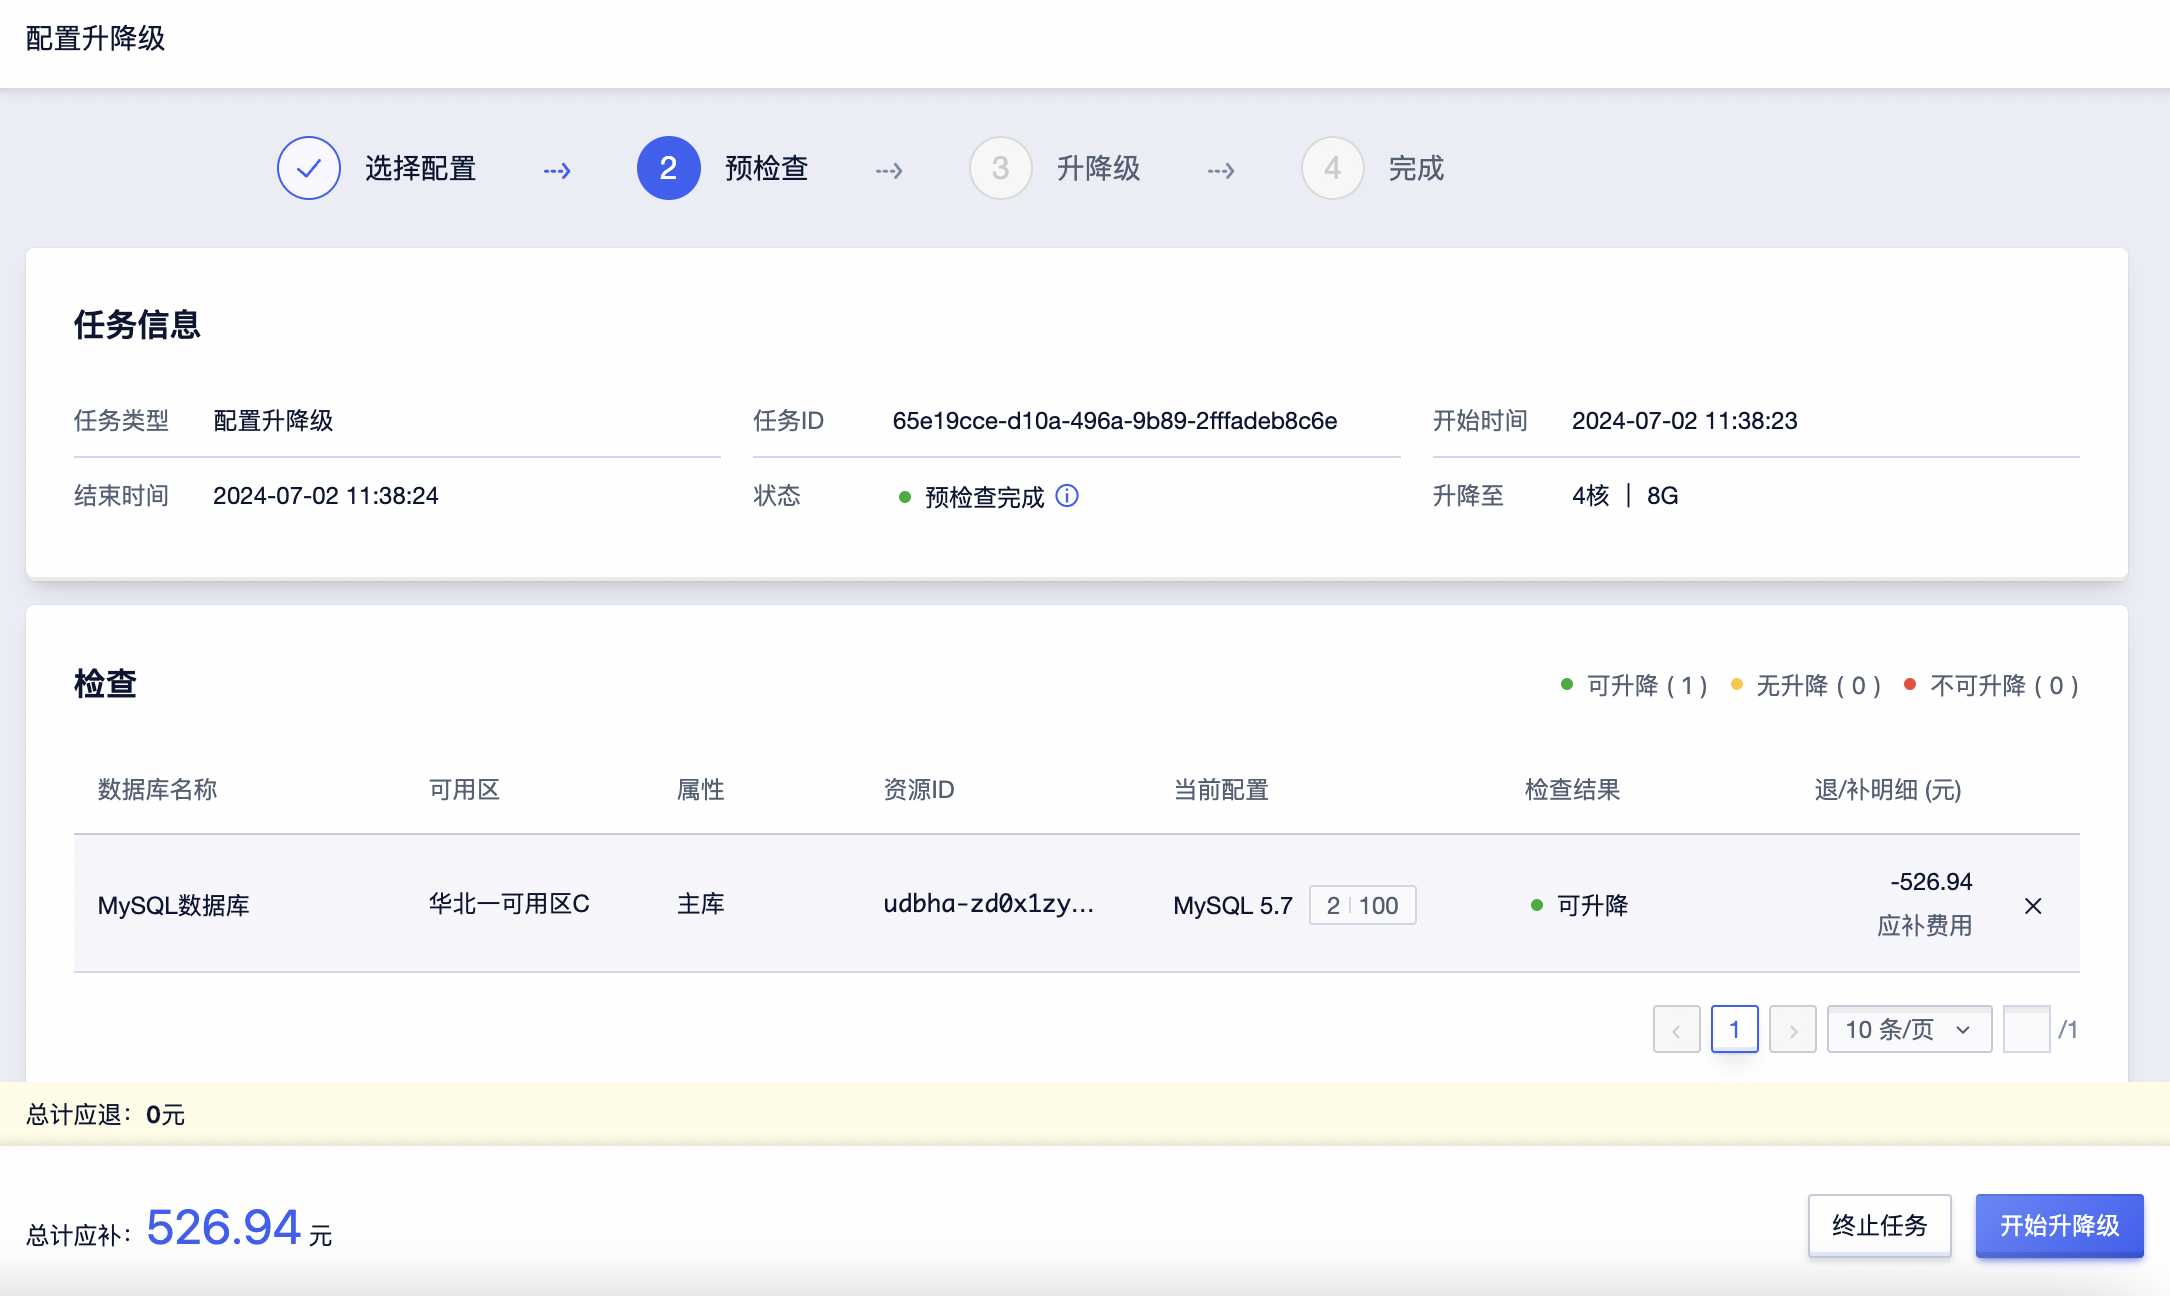 配置升降级
选择配置
2 预检查
3 升降级
4 完成
任务信息
任务类型 配置升降级
任务ID 65e19cce-d10a-496a-9b89-2fffadeb8c6e
开始时间 2024-07-02 11:38:23
结束时间 2024-07-02 11:38:24
状态 预检查完成
升降至 4核 | 8G
检查
可升降 ( 1 ) 无升降 ( 0 ) 不可升降 ( 0 )
数据库名称 可用区 属性 资源ID 当前配置 检查结果 退/补明细 (元)
MySQL数据库 华北一可用区C 主库 udbha-zd0x1zy... MySQL 5.7 2 | 100 可升降 -526.94
应补费用
1 10 条/页 /1
总计应退： 0元
总计应补： 526.94 元
终止任务 开始升降级